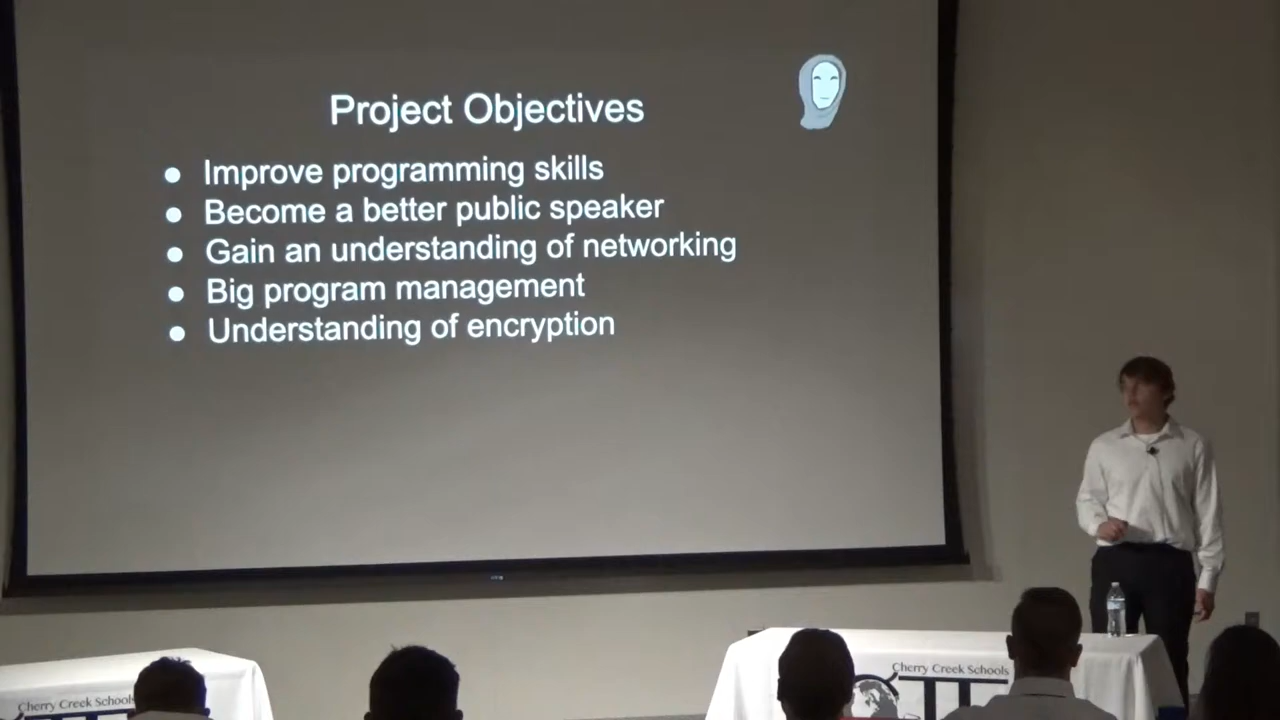 Project Objectives
● Improve programming skills
● Become a better public speaker
● Gain an understanding of networking
● Big program management
● Understanding of encryption
Cherry Creek Schools
Cherry Creek Schools